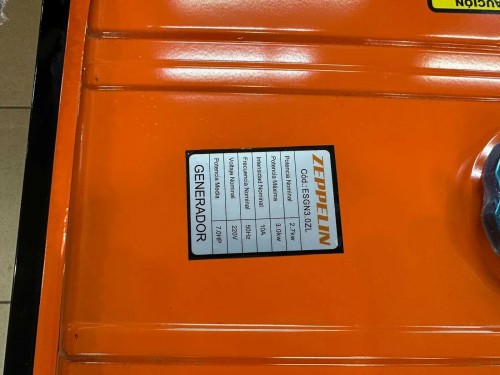 AUCIÓN
ZEPPELIN
Cód.: ESGN3.0ZL
Potencia Nominal 2.7kw
Potencia Máxima 3.0kw
Intensidad Nominal 10A
Frecuencia Nominal 50Hz
Voltaje Nominal 220V
Potencia Media 7.0HP
GENERADOR